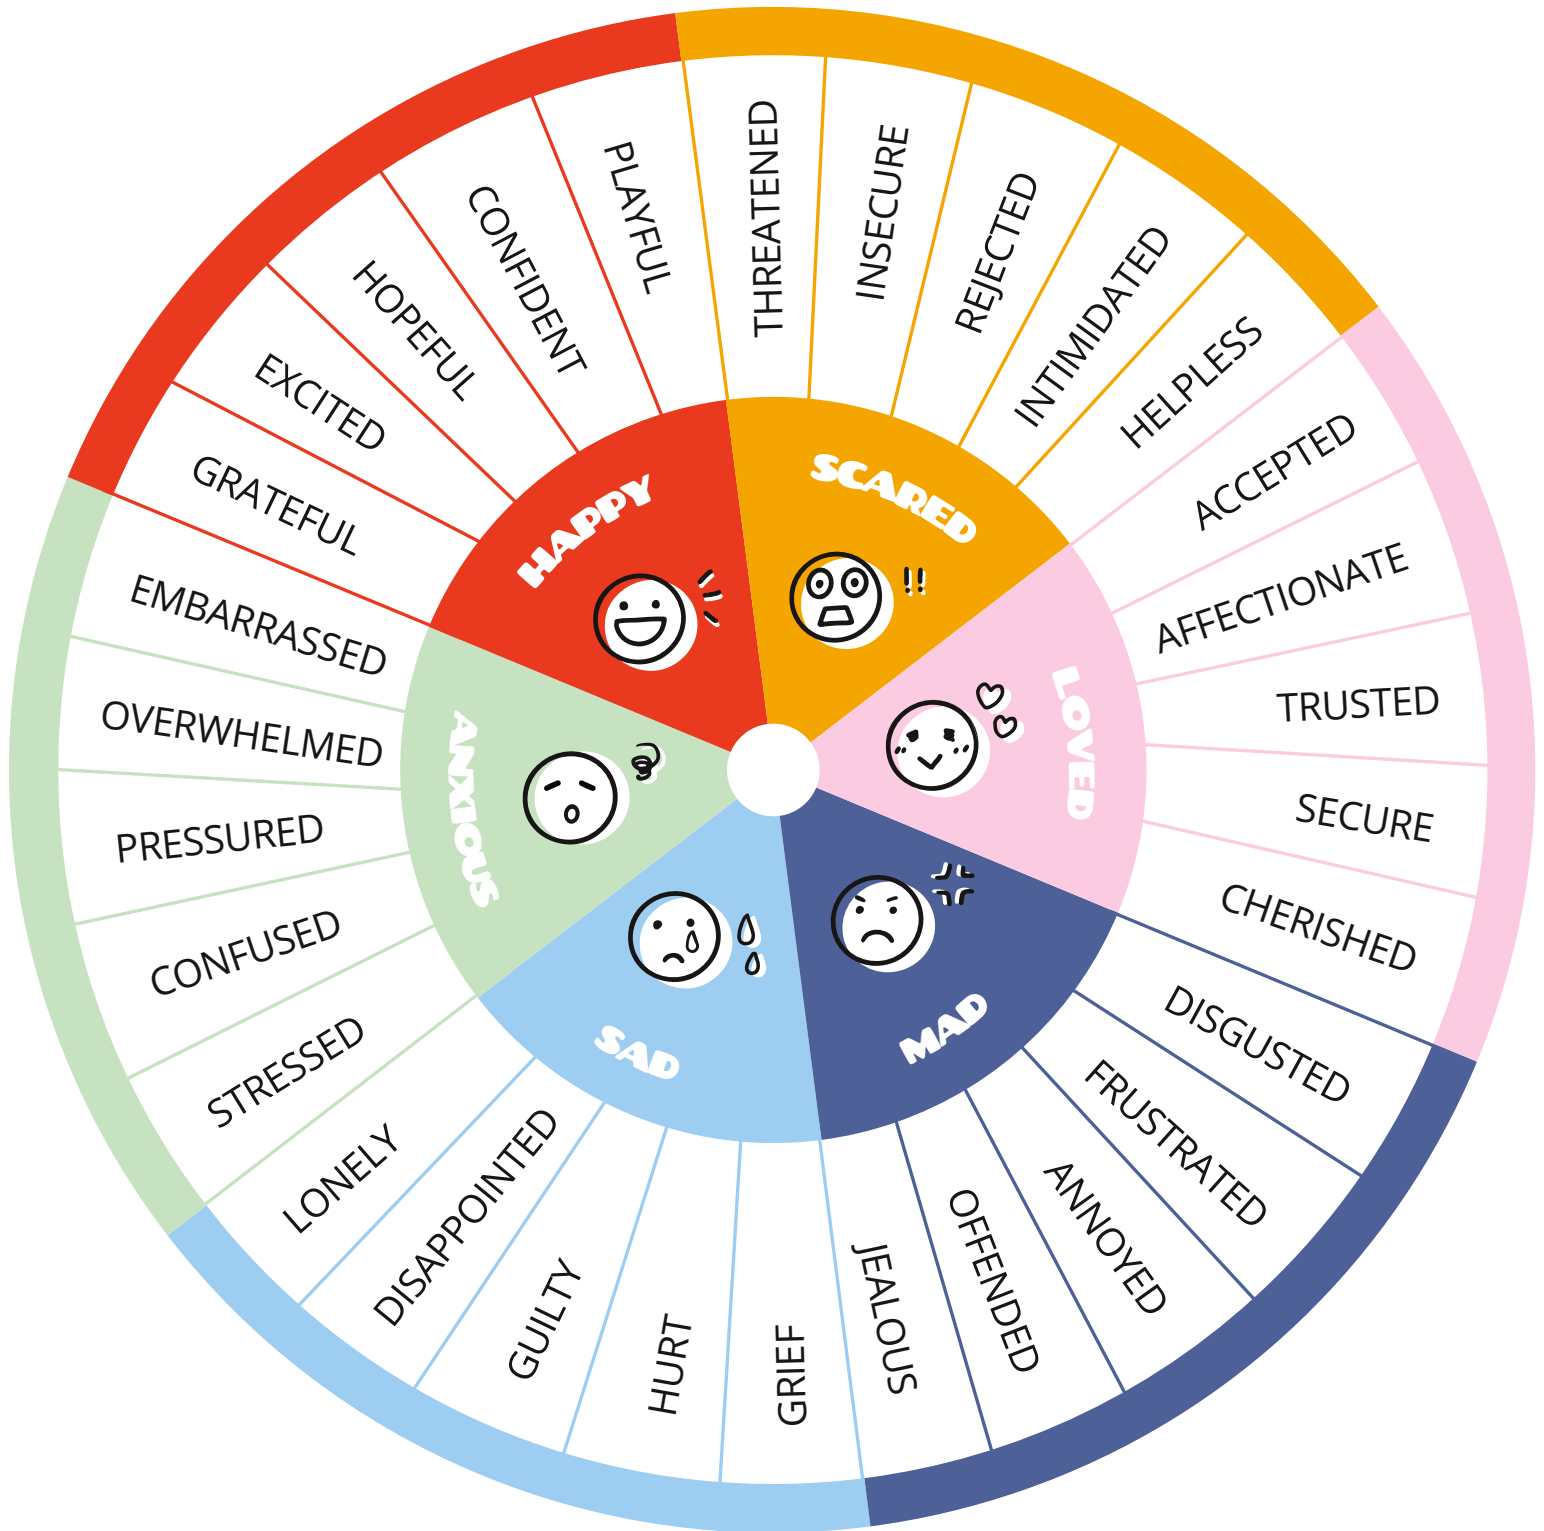 HAPPY
GRATEFUL
EXCITED
HOPEFUL
CONFIDENT
PLAYFUL
SCARED
!!
THREATENED
INSECURE
REJECTED
INTIMIDATED
HELPLESS
LOVED
ACCEPTED
AFFECTIONATE
TRUSTED
SECURE
CHERISHED
MAD
DISGUSTED
FRUSTRATED
ANNOYED
OFFENDED
JEALOUS
SAD
GRIEF
HURT
GUILTY
DISAPPOINTED
LONELY
ANXIOUS
STRESSED
CONFUSED
PRESSURED
OVERWHELMED
EMBARRASSED